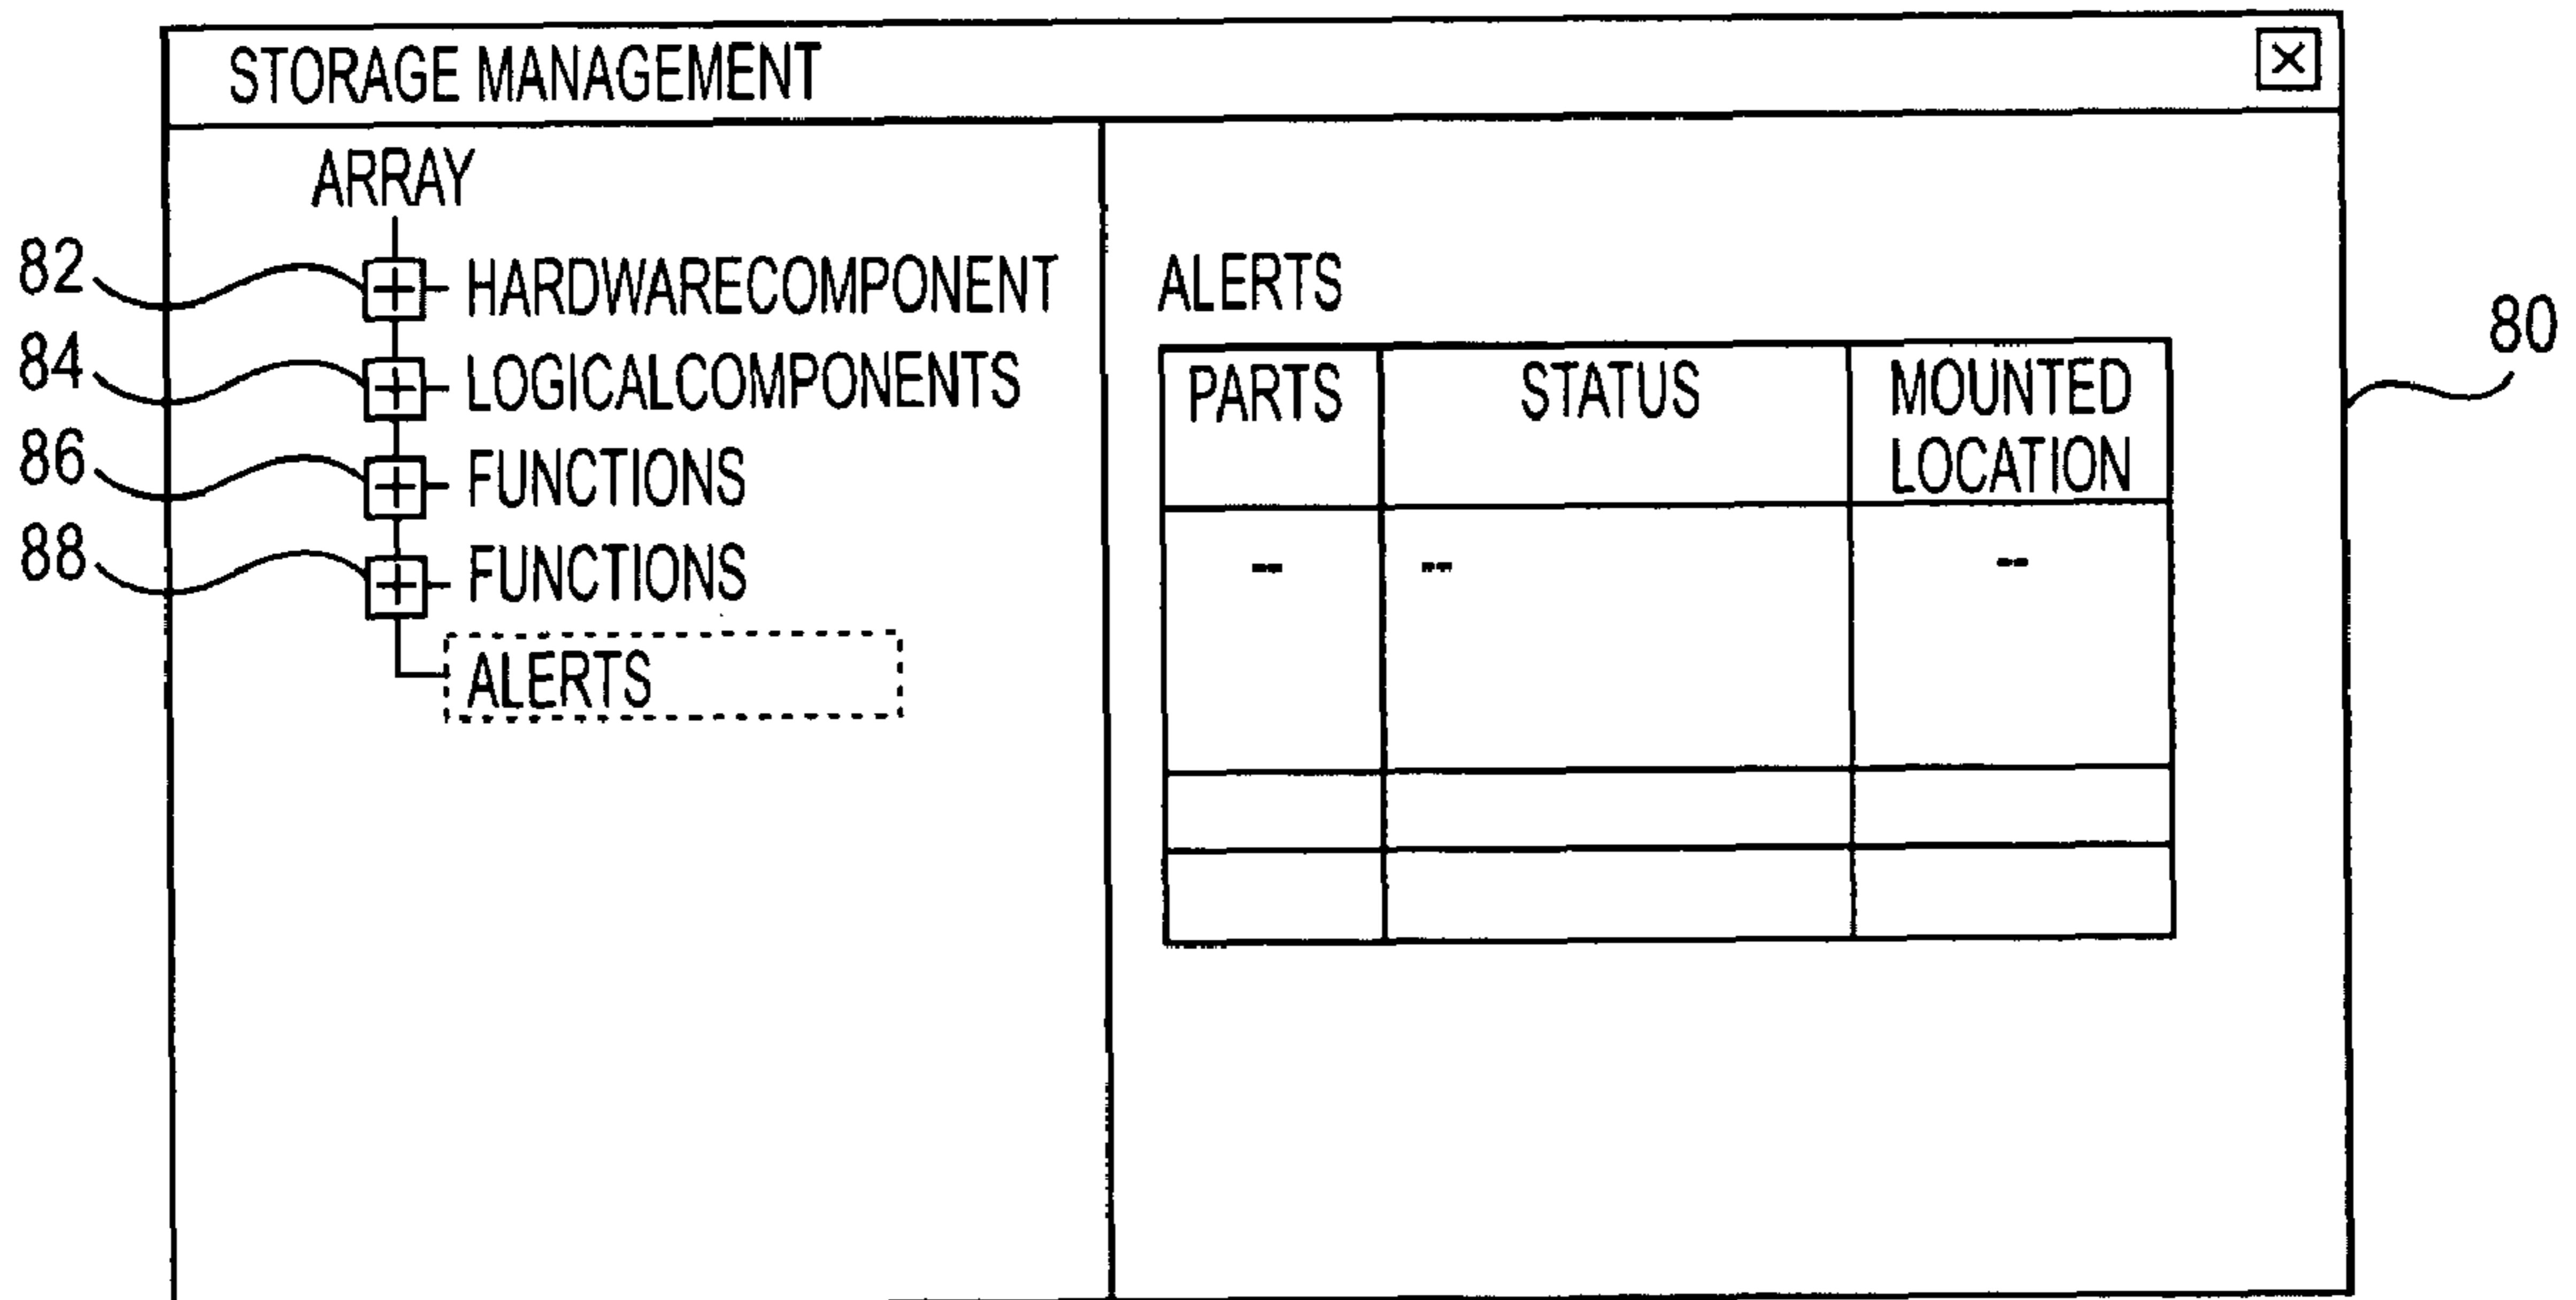 STORAGE MANAGEMENT
ARRAY
82
HARDWARECOMPONENT
84
LOGICALCOMPONENTS
86
FUNCTIONS
88
FUNCTIONS
ALERTS
ALERTS
80
PARTS STATUS MOUNTED
LOCATION
-- -- --